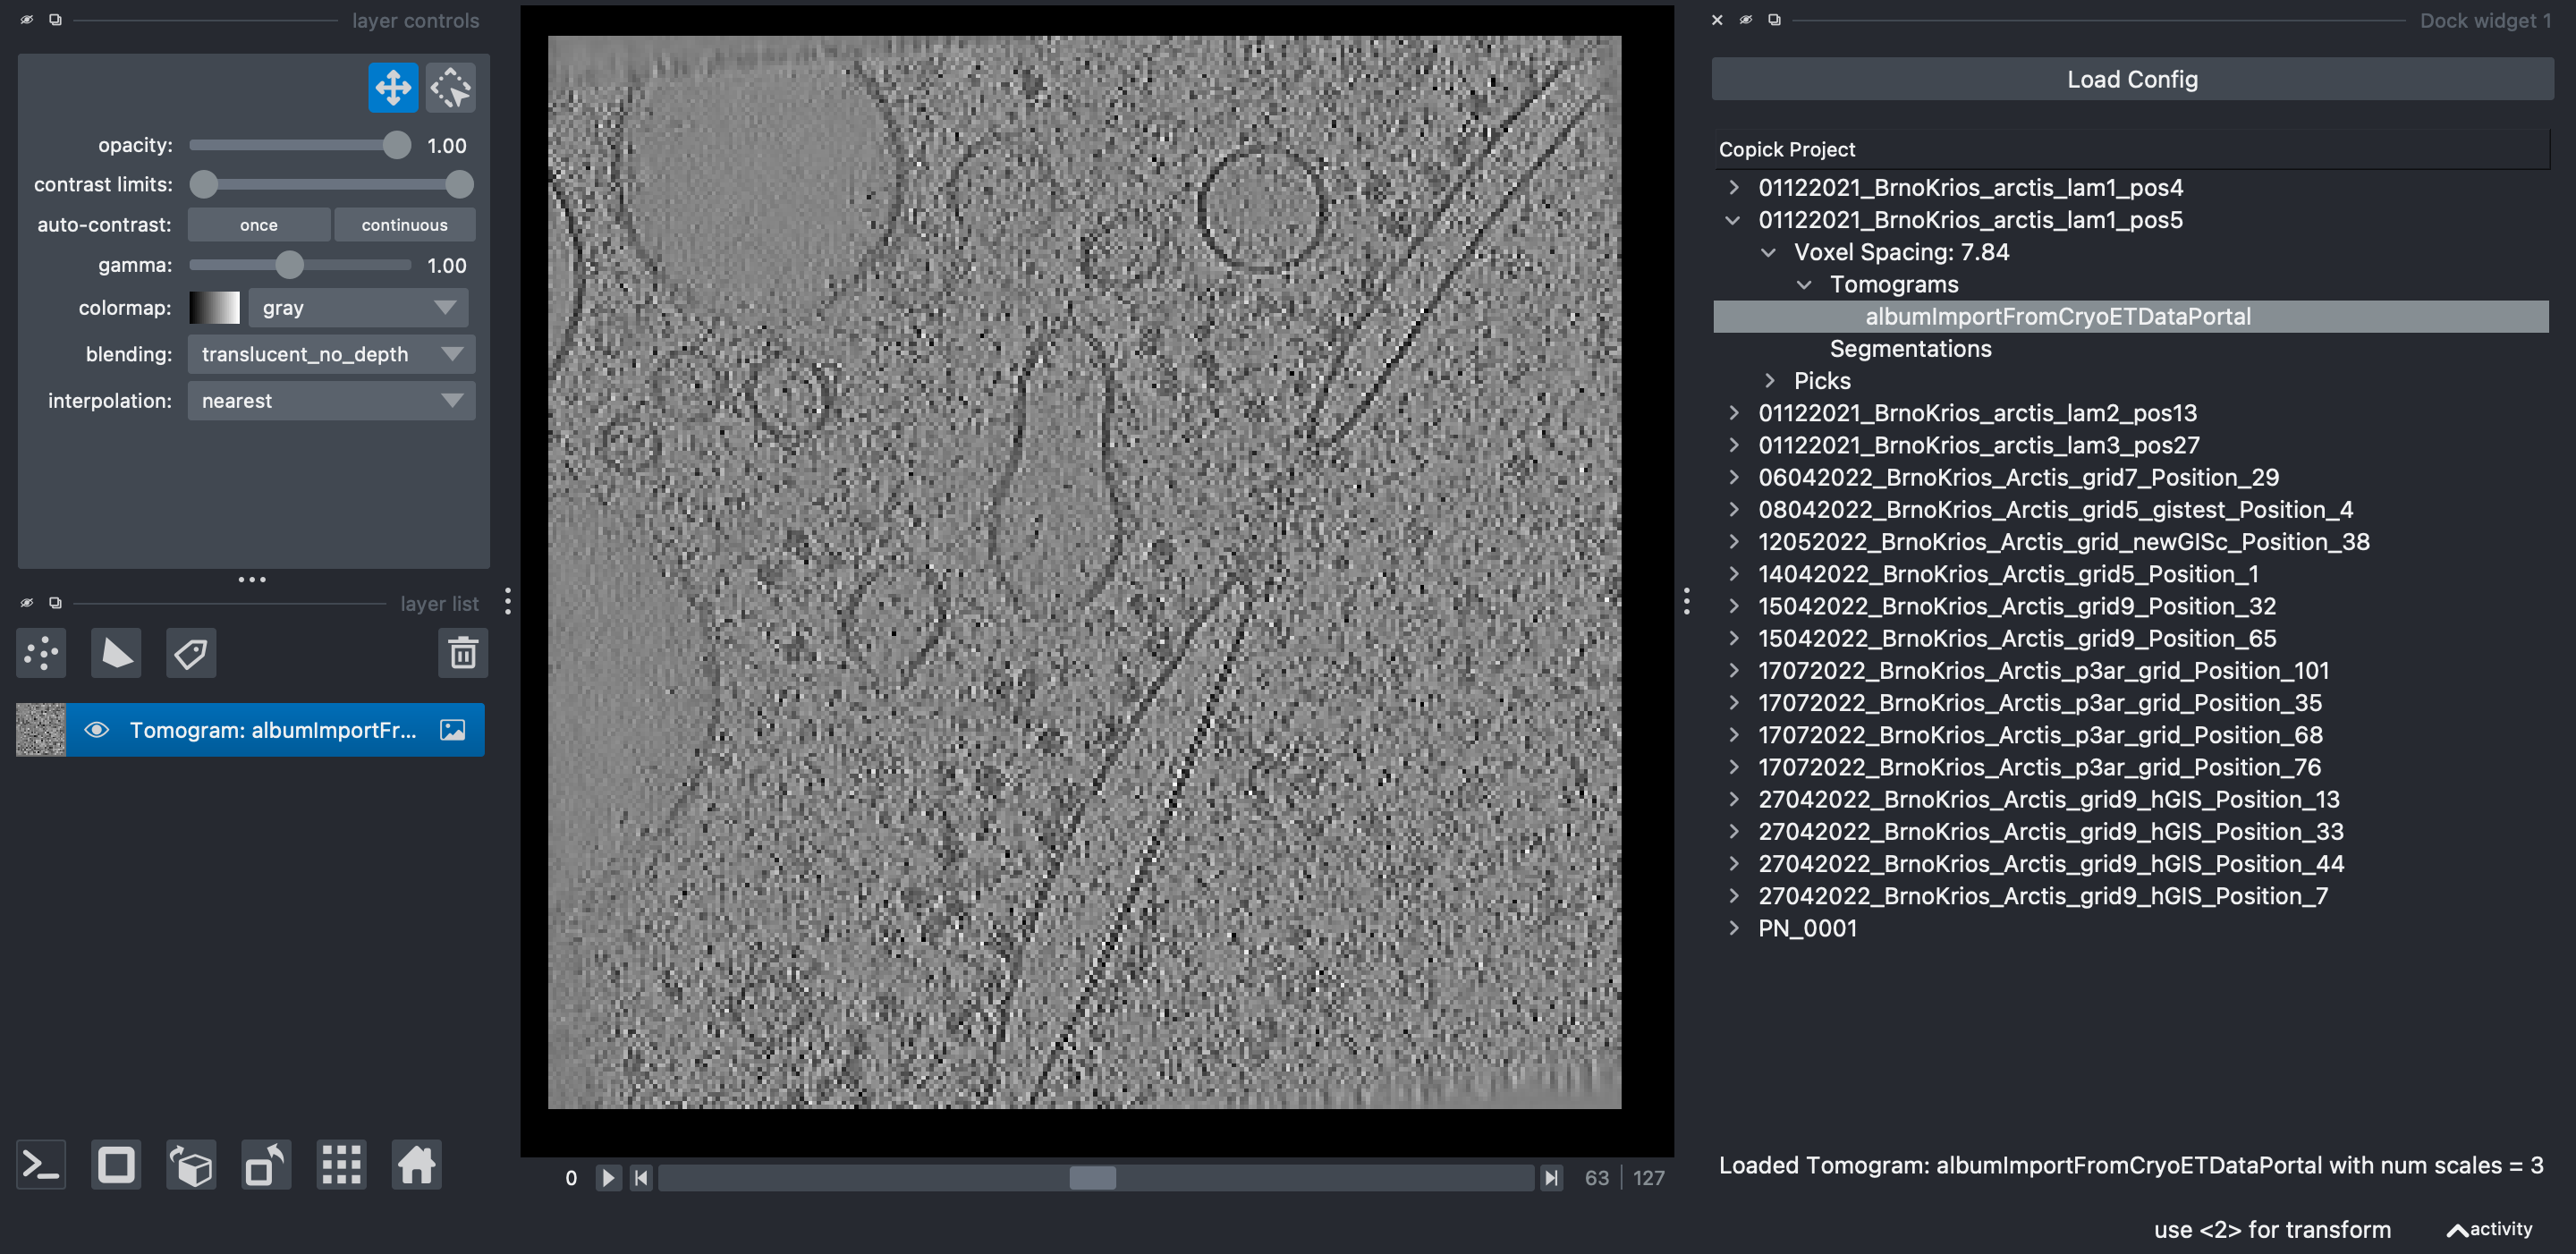 layer controls
opacity: 1.00
contrast limits:
auto-contrast: once continuous
gamma: 1.00
colormap: gray
blending: translucent_no_depth
interpolation: nearest
layer list
Tomogram: albumImportFr...
0 63 127
Dock widget 1
Load Config
Copick Project
01122021_BrnoKrios_arctis_lam1_pos4
01122021_BrnoKrios_arctis_lam1_pos5
Voxel Spacing: 7.84
Tomograms
albumImportFromCryoETDataPortal
Segmentations
Picks
01122021_BrnoKrios_arctis_lam2_pos13
01122021_BrnoKrios_arctis_lam3_pos27
06042022_BrnoKrios_Arctis_grid7_Position_29
08042022_BrnoKrios_Arctis_grid5_gistest_Position_4
12052022_BrnoKrios_Arctis_grid_newGISc_Position_38
14042022_BrnoKrios_Arctis_grid5_Position_1
15042022_BrnoKrios_Arctis_grid9_Position_32
15042022_BrnoKrios_Arctis_grid9_Position_65
17072022_BrnoKrios_Arctis_p3ar_grid_Position_101
17072022_BrnoKrios_Arctis_p3ar_grid_Position_35
17072022_BrnoKrios_Arctis_p3ar_grid_Position_68
17072022_BrnoKrios_Arctis_p3ar_grid_Position_76
27042022_BrnoKrios_Arctis_grid9_hGIS_Position_13
27042022_BrnoKrios_Arctis_grid9_hGIS_Position_33
27042022_BrnoKrios_Arctis_grid9_hGIS_Position_44
27042022_BrnoKrios_Arctis_grid9_hGIS_Position_7
PN_0001
Loaded Tomogram: albumImportFromCryoETDataPortal with num scales = 3
use <2> for transform
activity